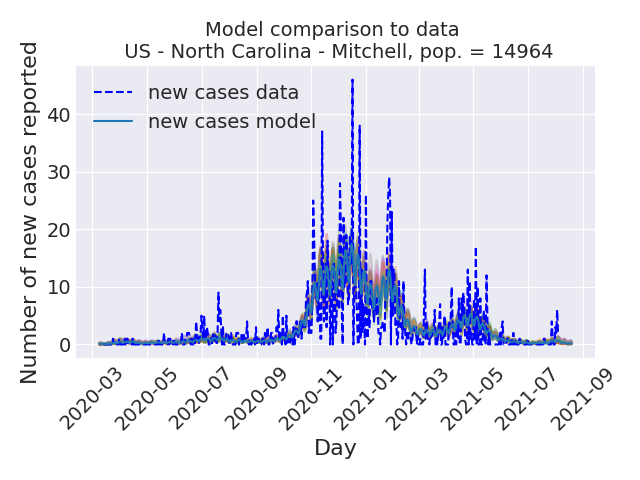 Model comparison to data
US - North Carolina - Mitchell, pop. = 14964
Number of new cases reported
new cases data
new cases model
40
30
20
10
0
2020-03
2020-05
2020-07
2020-09
2020-11
2021-01
2021-03
2021-05
2021-07
2021-09
Day